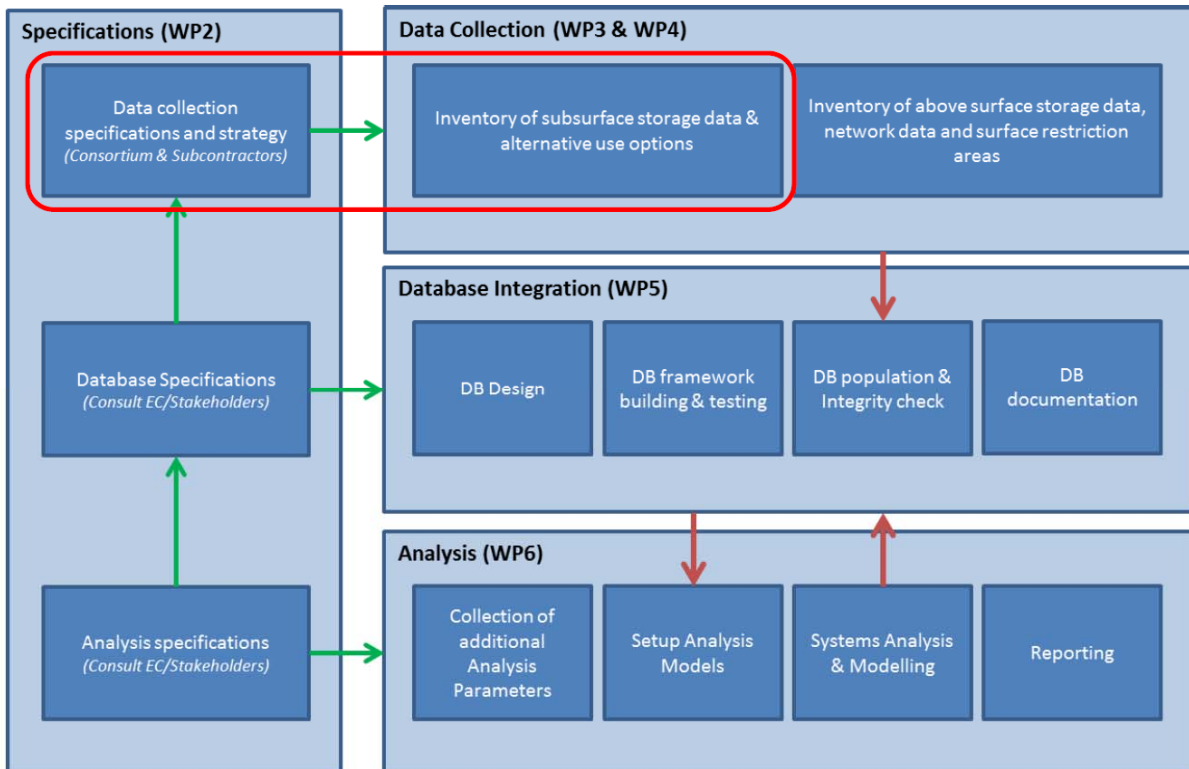 Specifications (WP2)
Data collection
specifications and strategy
(Consortium & Subcontractors)
Database Specifications
(Consult EC/Stakeholders)
Analysis specifications
(Consult EC/Stakeholders)
Data Collection (WP3 & WP4)
Inventory of subsurface storage data &
alternative use options
Inventory of above surface storage data,
network data and surface restriction
areas
Database Integration (WP5)
DB Design
DB framework
building & testing
DB population &
Integrity check
DB
documentation
Analysis (WP6)
Collection of
additional
Analysis
Parameters
Setup Analysis
Models
Systems Analysis
& Modelling
Reporting